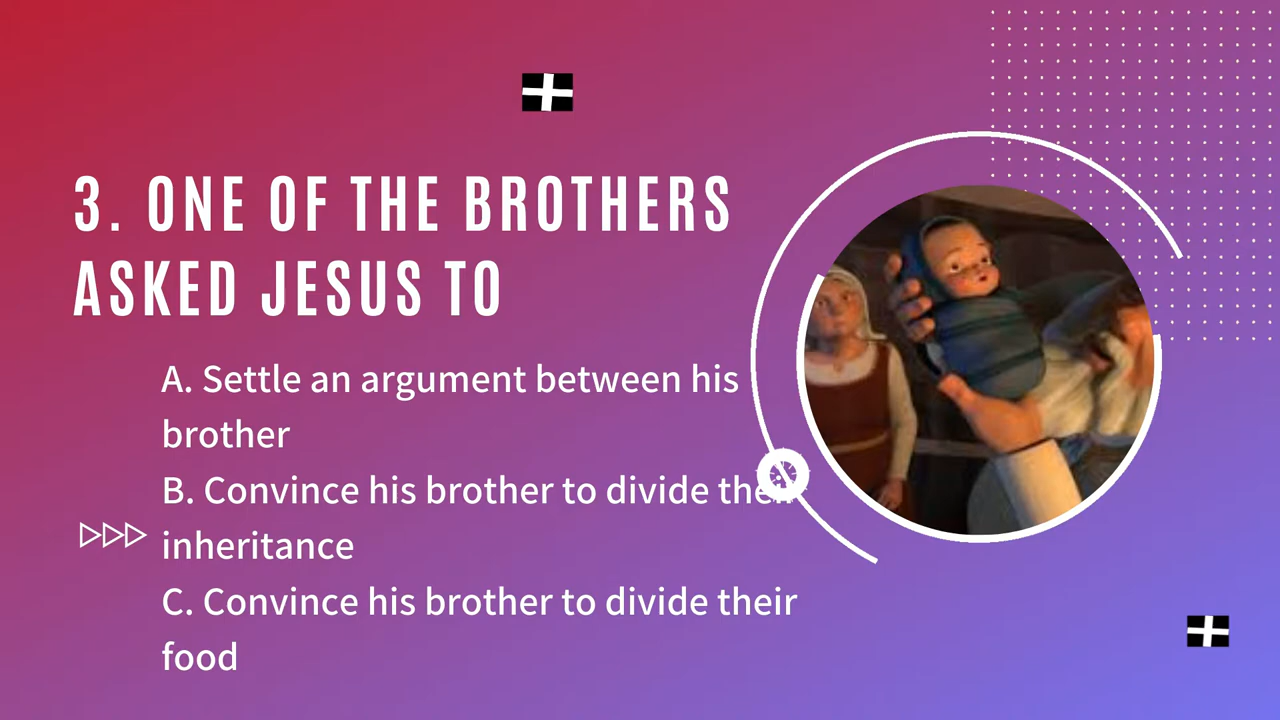 3. ONE OF THE BROTHERS
ASKED JESUS TO
A. Settle an argument between his
brother
B. Convince his brother to divide their
inheritance
C. Convince his brother to divide their
food